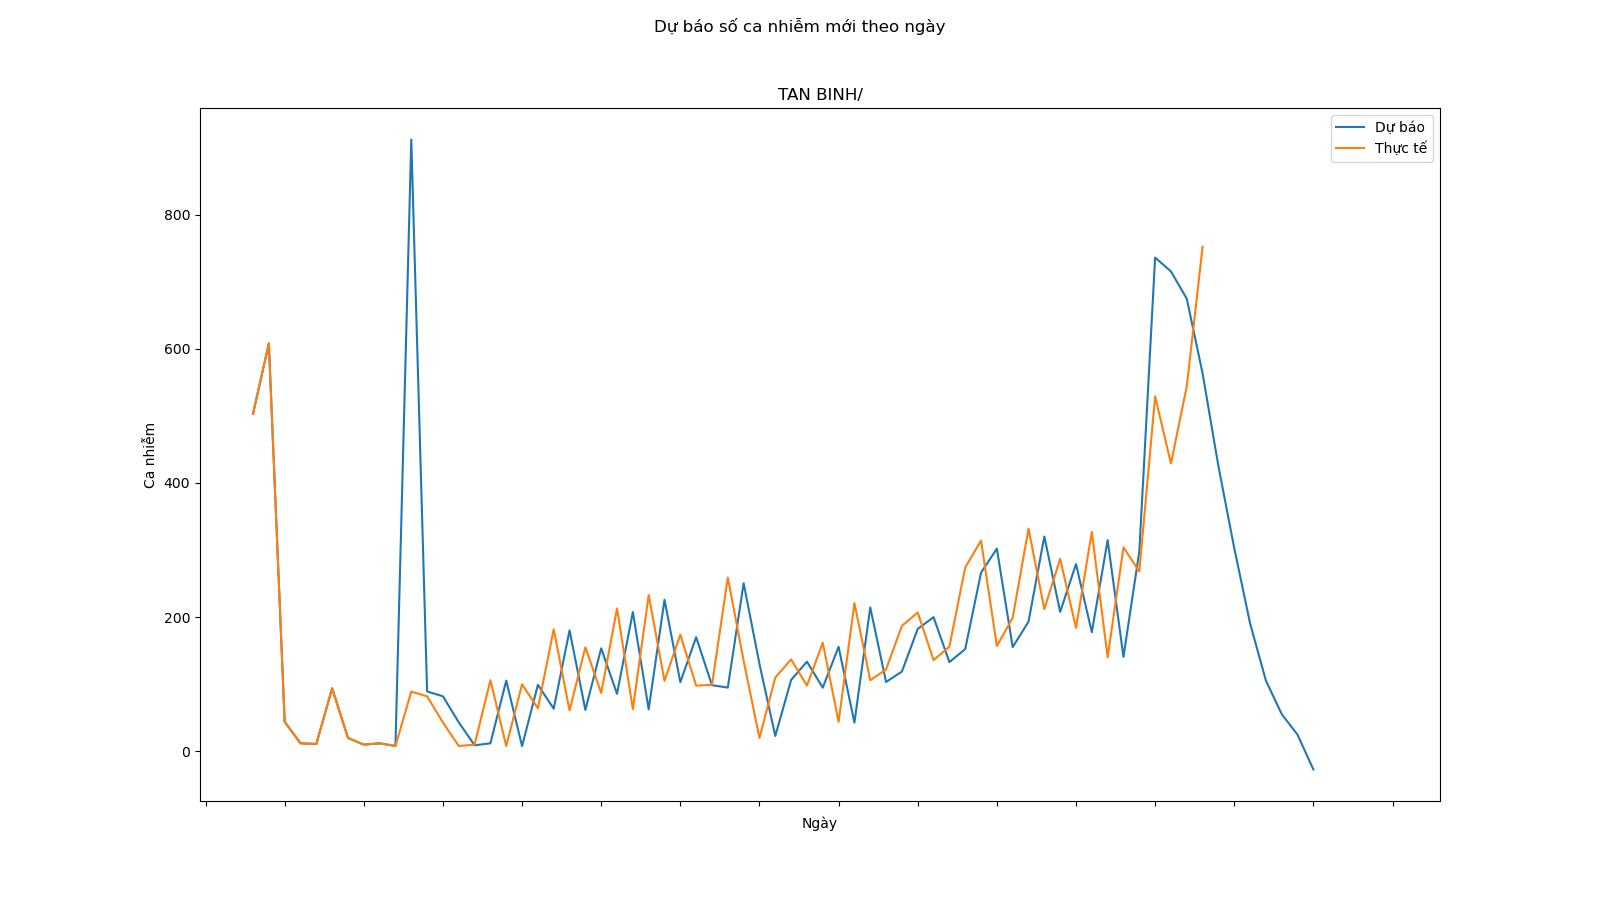 Dự báo số ca nhiễm mới theo ngày
TAN BINH/
Dự báo
Thực tế
800
600
400
200
0
Ca nhiễm
Ngày